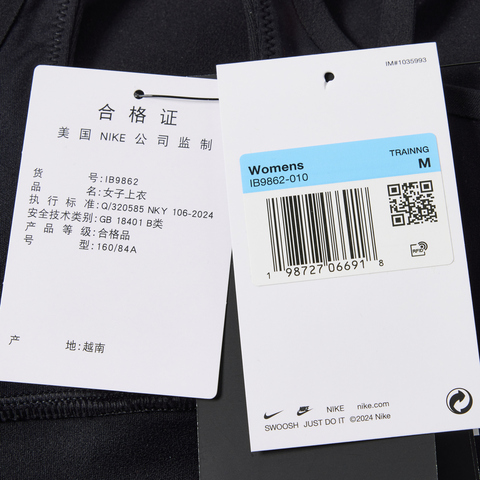 合格证
美国 NIKE 公司监制
货号:IB9862
品名:女子上衣
执行标准:Q/320585 NKY 106-2024
安全技术类别:GB 18401 B类
产品等级:合格品
号型:160/84A
产地:越南
IM#1035993
Womens
IB9862-010
TRAINNG
M
1 98727 06691 8
RFID
NIKE
nike.com
SWOOSH JUST DO IT ©2024 Nike